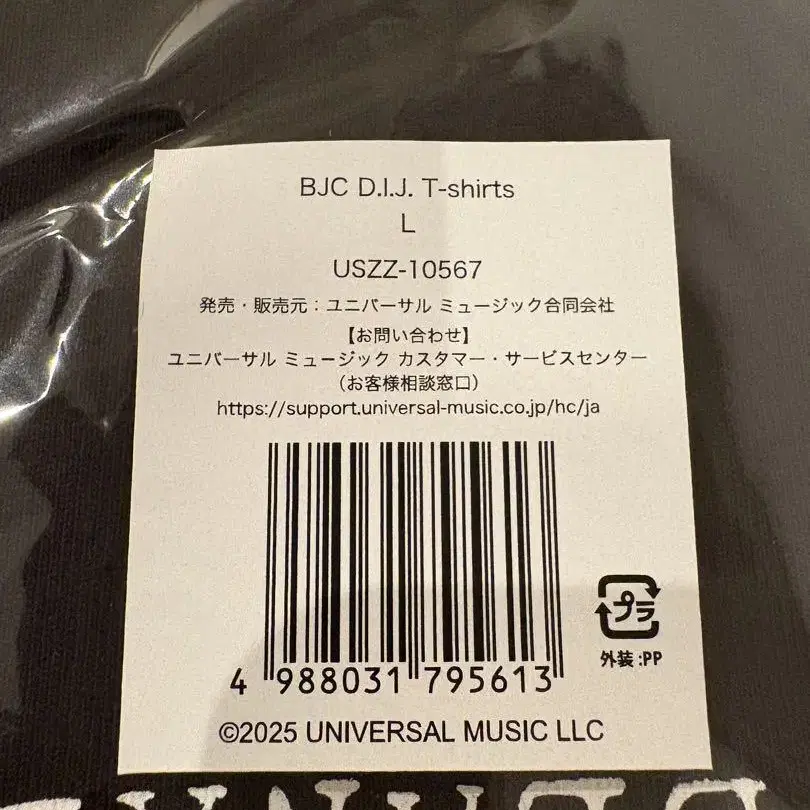 BJC D.I.J. T-shirts
L
USZZ-10567
発売・販売元：ユニバーサル ミュージック合同会社
【お問い合わせ】
ユニバーサル ミュージック カスタマー・サービスセンター
（お客様相談窓口）
https://support.universal-music.co.jp/hc/ja
プラ
外装:PP
4 988031 795613
©2025 UNIVERSAL MUSIC LLC